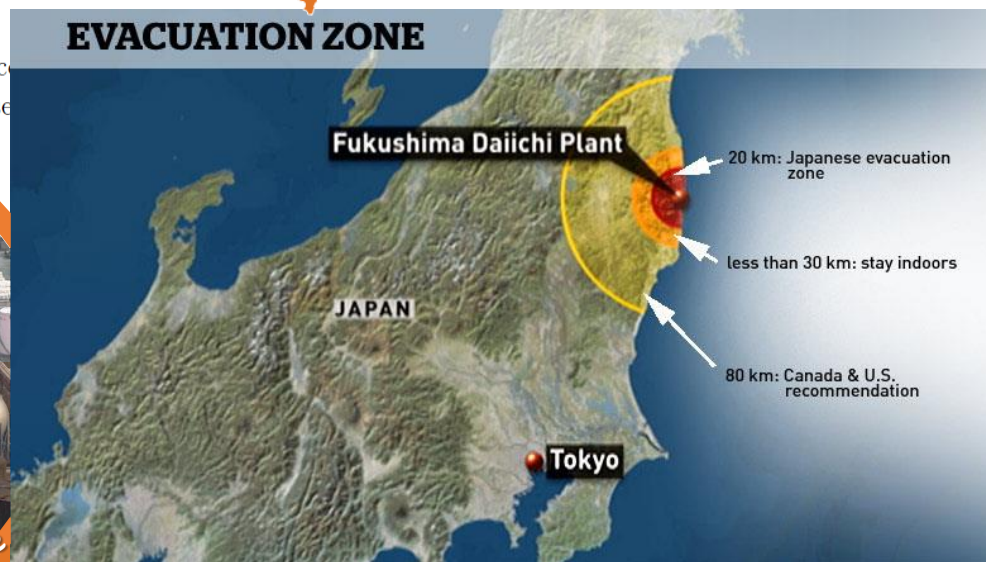 EVACUATION ZONE
Fukushima Daiichi Plant
20 km: Japanese evacuation
zone
less than 30 km: stay indoors
JAPAN
80 km: Canada & U.S.
recommendation
Tokyo